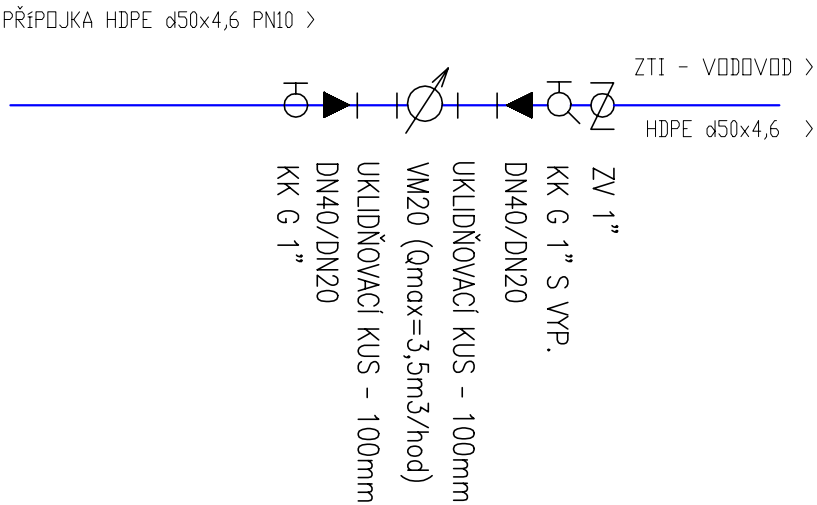 PŘÍPOJKA HDPE d50x4,6 PN10 >
ZTI - VODOVOD >
HDPE d50x4,6 >
KK G 1"
DN40/DN20
UKLIDŇOVACÍ KUS - 100mm
VM20 (Qmax=3,5m3/hod)
UKLIDŇOVACÍ KUS - 100mm
DN40/DN20
KK G 1" S VYP.
ZV 1"